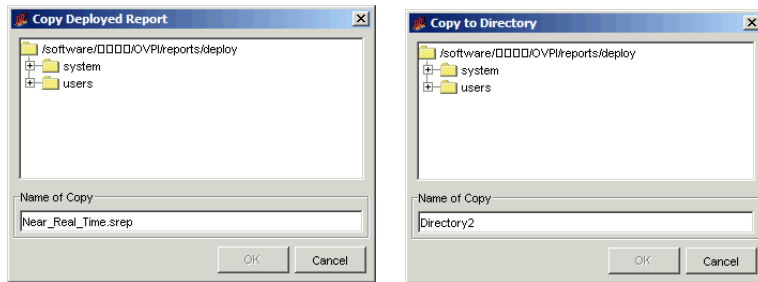 Copy Deployed Report
/software/□□□□/OVPI/reports/deploy
system
users
Name of Copy
Near_Real_Time.srep
OK Cancel
Copy to Directory
/software/□□□□/OVPI/reports/deploy
system
users
Name of Copy
Directory2
OK Cancel